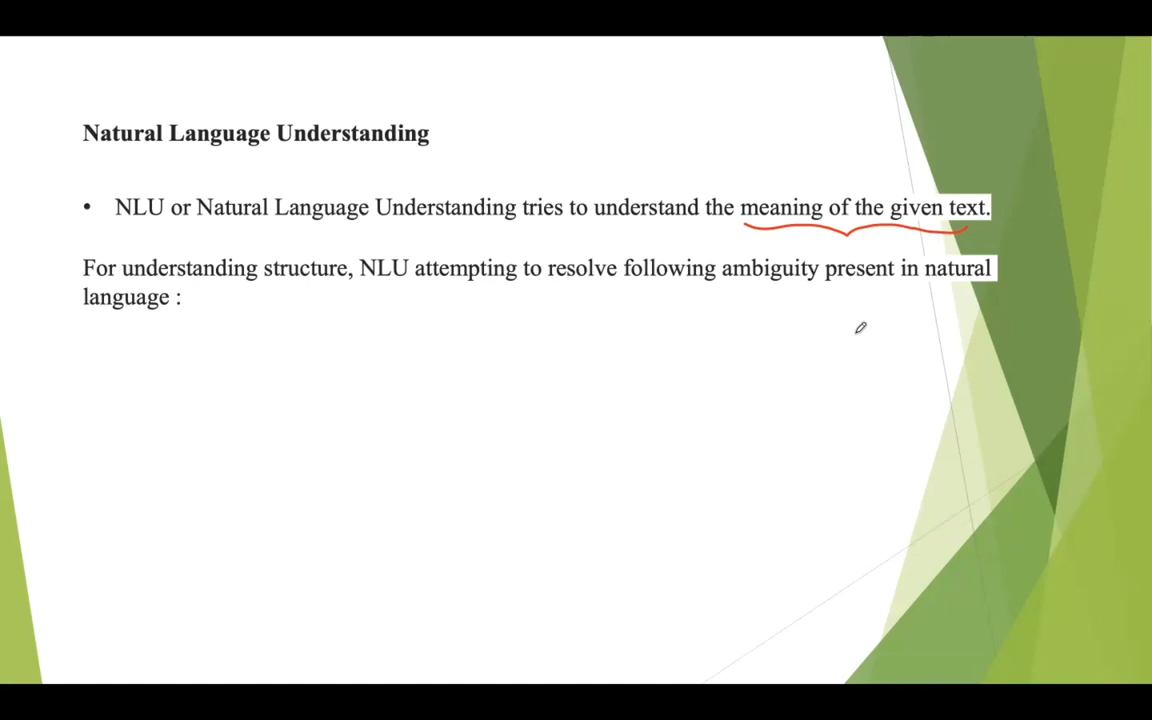 Natural Language Understanding
• NLU or Natural Language Understanding tries to understand the meaning of the given text.
For understanding structure, NLU attempting to resolve following ambiguity present in natural
language :